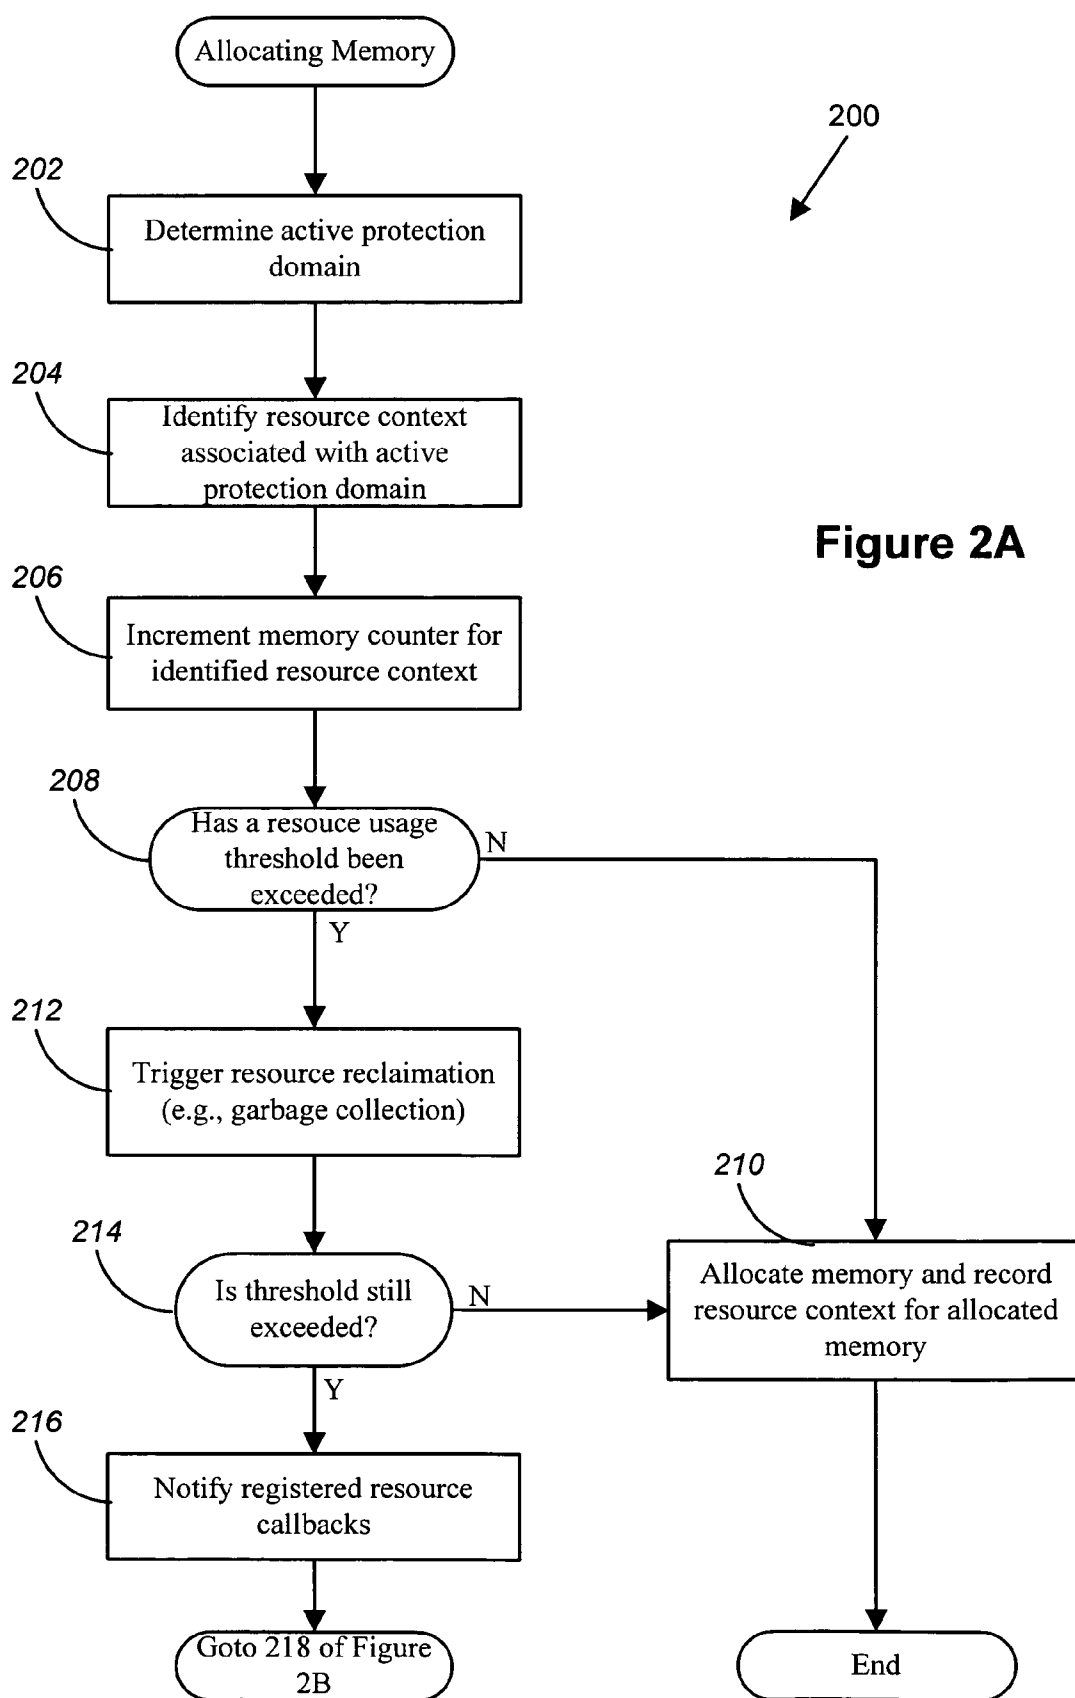 Allocating Memory
200
202
Determine active protection
domain
204
Identify resource context
associated with active
protection domain
Figure 2A
206
Increment memory counter for
identified resource context
208
Has a resouce usage
threshold been
exceeded?
N
Y
212
Trigger resource reclaimation
(e.g., garbage collection)
210
Allocate memory and record
resource context for allocated
memory
214
Is threshold still
exceeded?
N
Y
216
Notify registered resource
callbacks
Goto 218 of Figure
2B
End